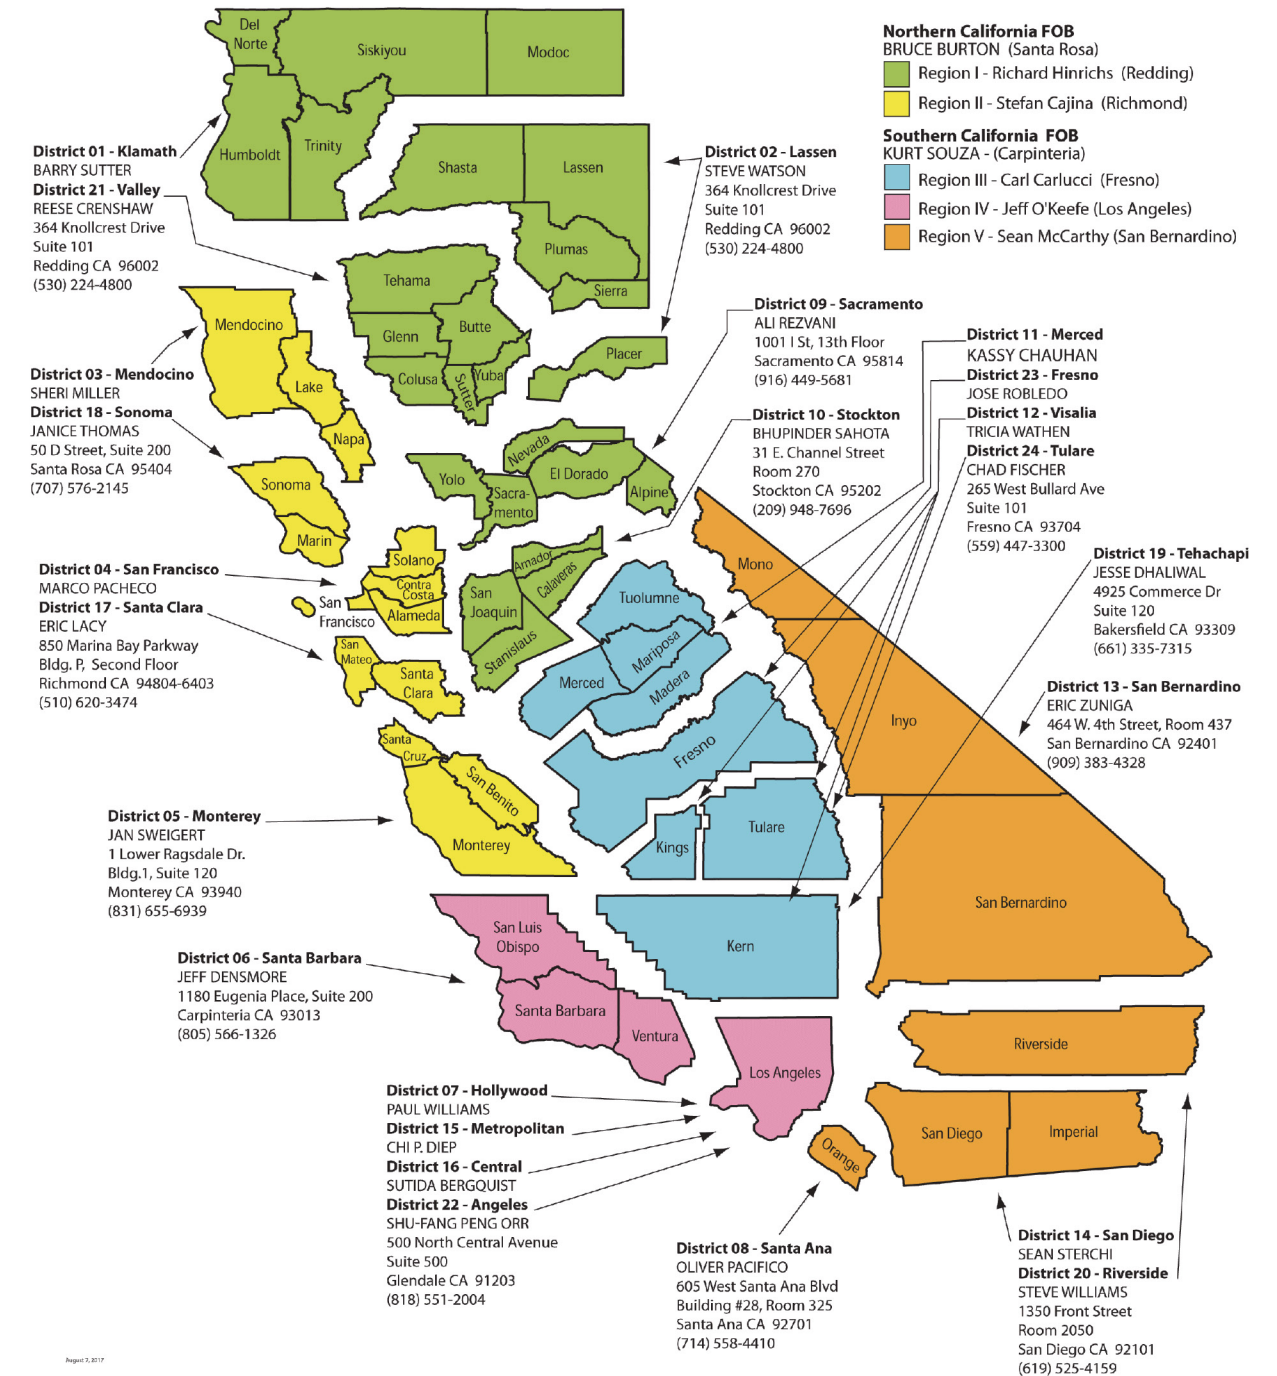 Northern California FOB
BRUCE BURTON (Santa Rosa)
Region I - Richard Hinrichs (Redding)
Region II - Stefan Cajina (Richmond)
Southern California FOB
KURT SOUZA - (Carpinteria)
Region III - Carl Carlucci (Fresno)
Region IV - Jeff O'Keefe (Los Angeles)
Region V - Sean McCarthy (San Bernardino)
Del
Norte
Siskiyou
Modoc
Humboldt
Trinity
Shasta
Lassen
Plumas
Sierra
District 01 - Klamath
BARRY SUTTER
District 21 - Valley
REESE CRENSHAW
364 Knollcrest Drive
Suite 101
Redding CA 96002
(530) 224-4800
District 02 - Lassen
STEVE WATSON
364 Knollcrest Drive
Suite 101
Redding CA 96002
(530) 224-4800
Tehama
Glenn
Butte
Colusa
Sutter
Yuba
Placer
Mendocino
Lake
Napa
Sonoma
Marin
District 03 - Mendocino
SHERI MILLER
District 18 - Sonoma
JANICE THOMAS
50 D Street, Suite 200
Santa Rosa CA 95404
(707) 576-2145
District 09 - Sacramento
ALI REZVANI
1001 I St, 13th Floor
Sacramento CA 95814
(916) 449-5681
District 10 - Stockton
BHUPINDER SAHOTA
31 E. Channel Street
Room 270
Stockton CA 95202
(209) 948-7696
District 11 - Merced
KASSY CHAUHAN
District 23 - Fresno
JOSE ROBLEDO
District 12 - Visalia
TRICIA WATHEN
District 24 - Tulare
CHAD FISCHER
265 West Bullard Ave
Suite 101
Fresno CA 93704
(559) 447-3300
Nevada
Yolo
Sacra-
mento
El Dorado
Alpine
Amador
Calaveras
San
Joaquin
Stanislaus
Solano
Contra
Costa
Alameda
San
Francisco
San
Mateo
Santa
Clara
District 04 - San Francisco
MARCO PACHECO
District 17 - Santa Clara
ERIC LACY
850 Marina Bay Parkway
Bldg. P, Second Floor
Richmond CA 94804-6403
(510) 620-3474
Mono
Tuolumne
Mariposa
Merced
Madera
Inyo
Fresno
Kings
Tulare
San Bernardino
Kern
District 19 - Tehachapi
JESSE DHALIWAL
4925 Commerce Dr
Suite 120
Bakersfield CA 93309
(661) 335-7315
District 13 - San Bernardino
ERIC ZUNIGA
464 W. 4th Street, Room 437
San Bernardino CA 92401
(909) 383-4328
Santa
Cruz
San Benito
Monterey
District 05 - Monterey
JAN SWEIGERT
1 Lower Ragsdale Dr.
Bldg.1, Suite 120
Monterey CA 93940
(831) 655-6939
San Luis
Obispo
Santa Barbara
Ventura
Los Angeles
District 06 - Santa Barbara
JEFF DENSMORE
1180 Eugenia Place, Suite 200
Carpinteria CA 93013
(805) 566-1326
Riverside
San Diego
Imperial
Orange
District 07 - Hollywood
PAUL WILLIAMS
District 15 - Metropolitan
CHI P. DIEP
District 16 - Central
SUTIDA BERGQUIST
District 22 - Angeles
SHU-FANG PENG ORR
500 North Central Avenue
Suite 500
Glendale CA 91203
(818) 551-2004
District 08 - Santa Ana
OLIVER PACIFICO
605 West Santa Ana Blvd
Building #28, Room 325
Santa Ana CA 92701
(714) 558-4410
District 14 - San Diego
SEAN STERCHI
District 20 - Riverside
STEVE WILLIAMS
1350 Front Street
Room 2050
San Diego CA 92101
(619) 525-4159
August 7, 2017